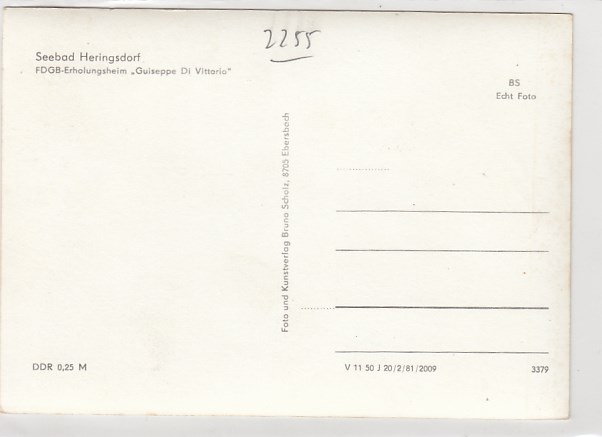 2255
Seebad Heringsdorf
FDGB-Erholungsheim „Guiseppe Di Vittorio"
BS
Echt Foto
Foto und Kunstverlag Bruno Scholz, 8705 Ebersbach
DDR 0,25 M
V 11 50 J 20/2/81/2009
3379